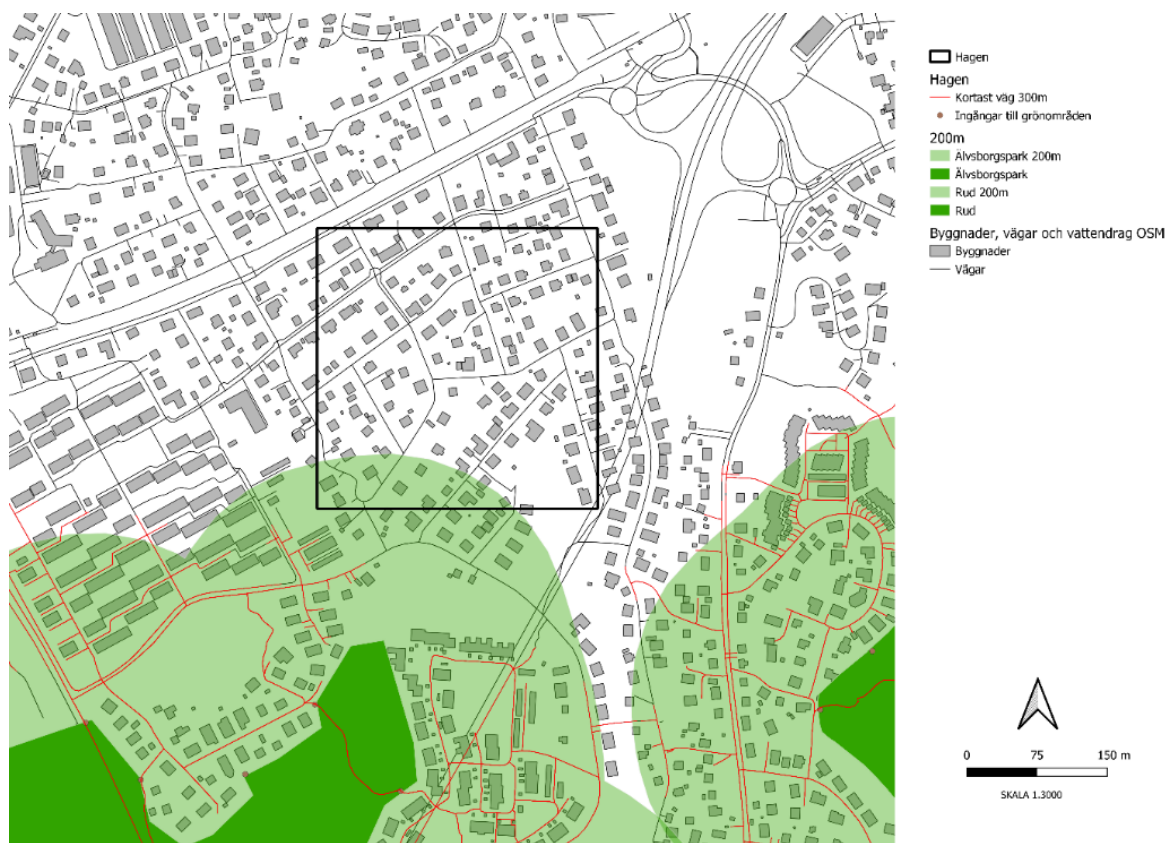 Hagen
Hagen
Kortast väg 300m
Ingångar till grönområden
200m
Älvsborgspark 200m
Älvsborgspark
Rud 200m
Rud
Byggnader, vägar och vattendrag OSM
Byggnader
Vägar
0 75 150 m
SKALA 1.3000